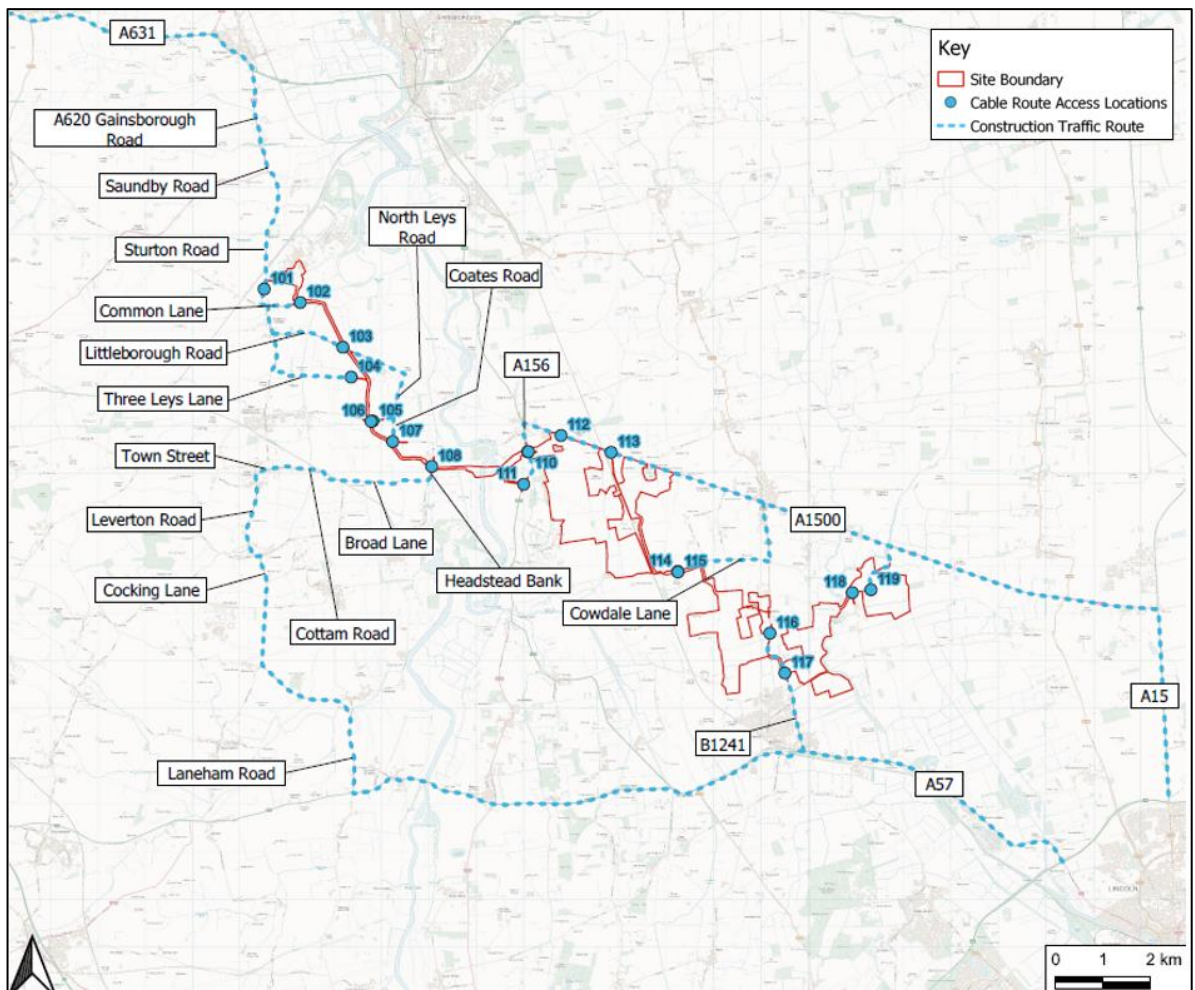 A631
Key
Site Boundary
Cable Route Access Locations
Construction Traffic Route
A620 Gainsborough
Road
Saundby Road
North Leys
Road
Sturton Road
Coates Road
101
102
Common Lane
103
Littleborough Road
A156
104
Three Leys Lane
106
105
112
107
113
Town Street
108
110
111
Leverton Road
A1500
Broad Lane
114
115
Headstead Bank
118
119
Cocking Lane
Cowdale Lane
Cottam Road
116
117
A15
B1241
Laneham Road
A57
LINCOLN
0 1 2 km